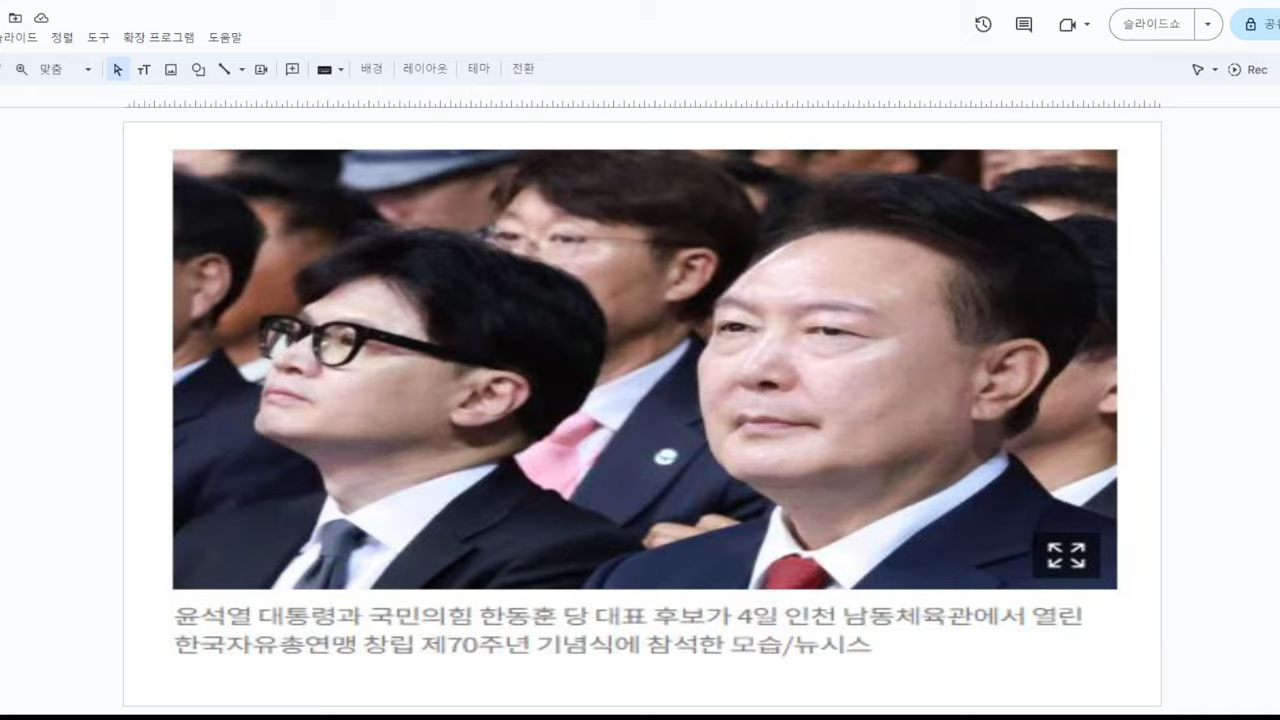 라이드 정렬 도구 확장 프로그램 도움말
슬라이드쇼
맞춤 배경 레이아웃 테마 전환 Rec
윤석열 대통령과 국민의힘 한동훈 당 대표 후보가 4일 인천 남동체육관에서 열린
한국자유총연맹 창립 제70주년 기념식에 참석한 모습/뉴시스